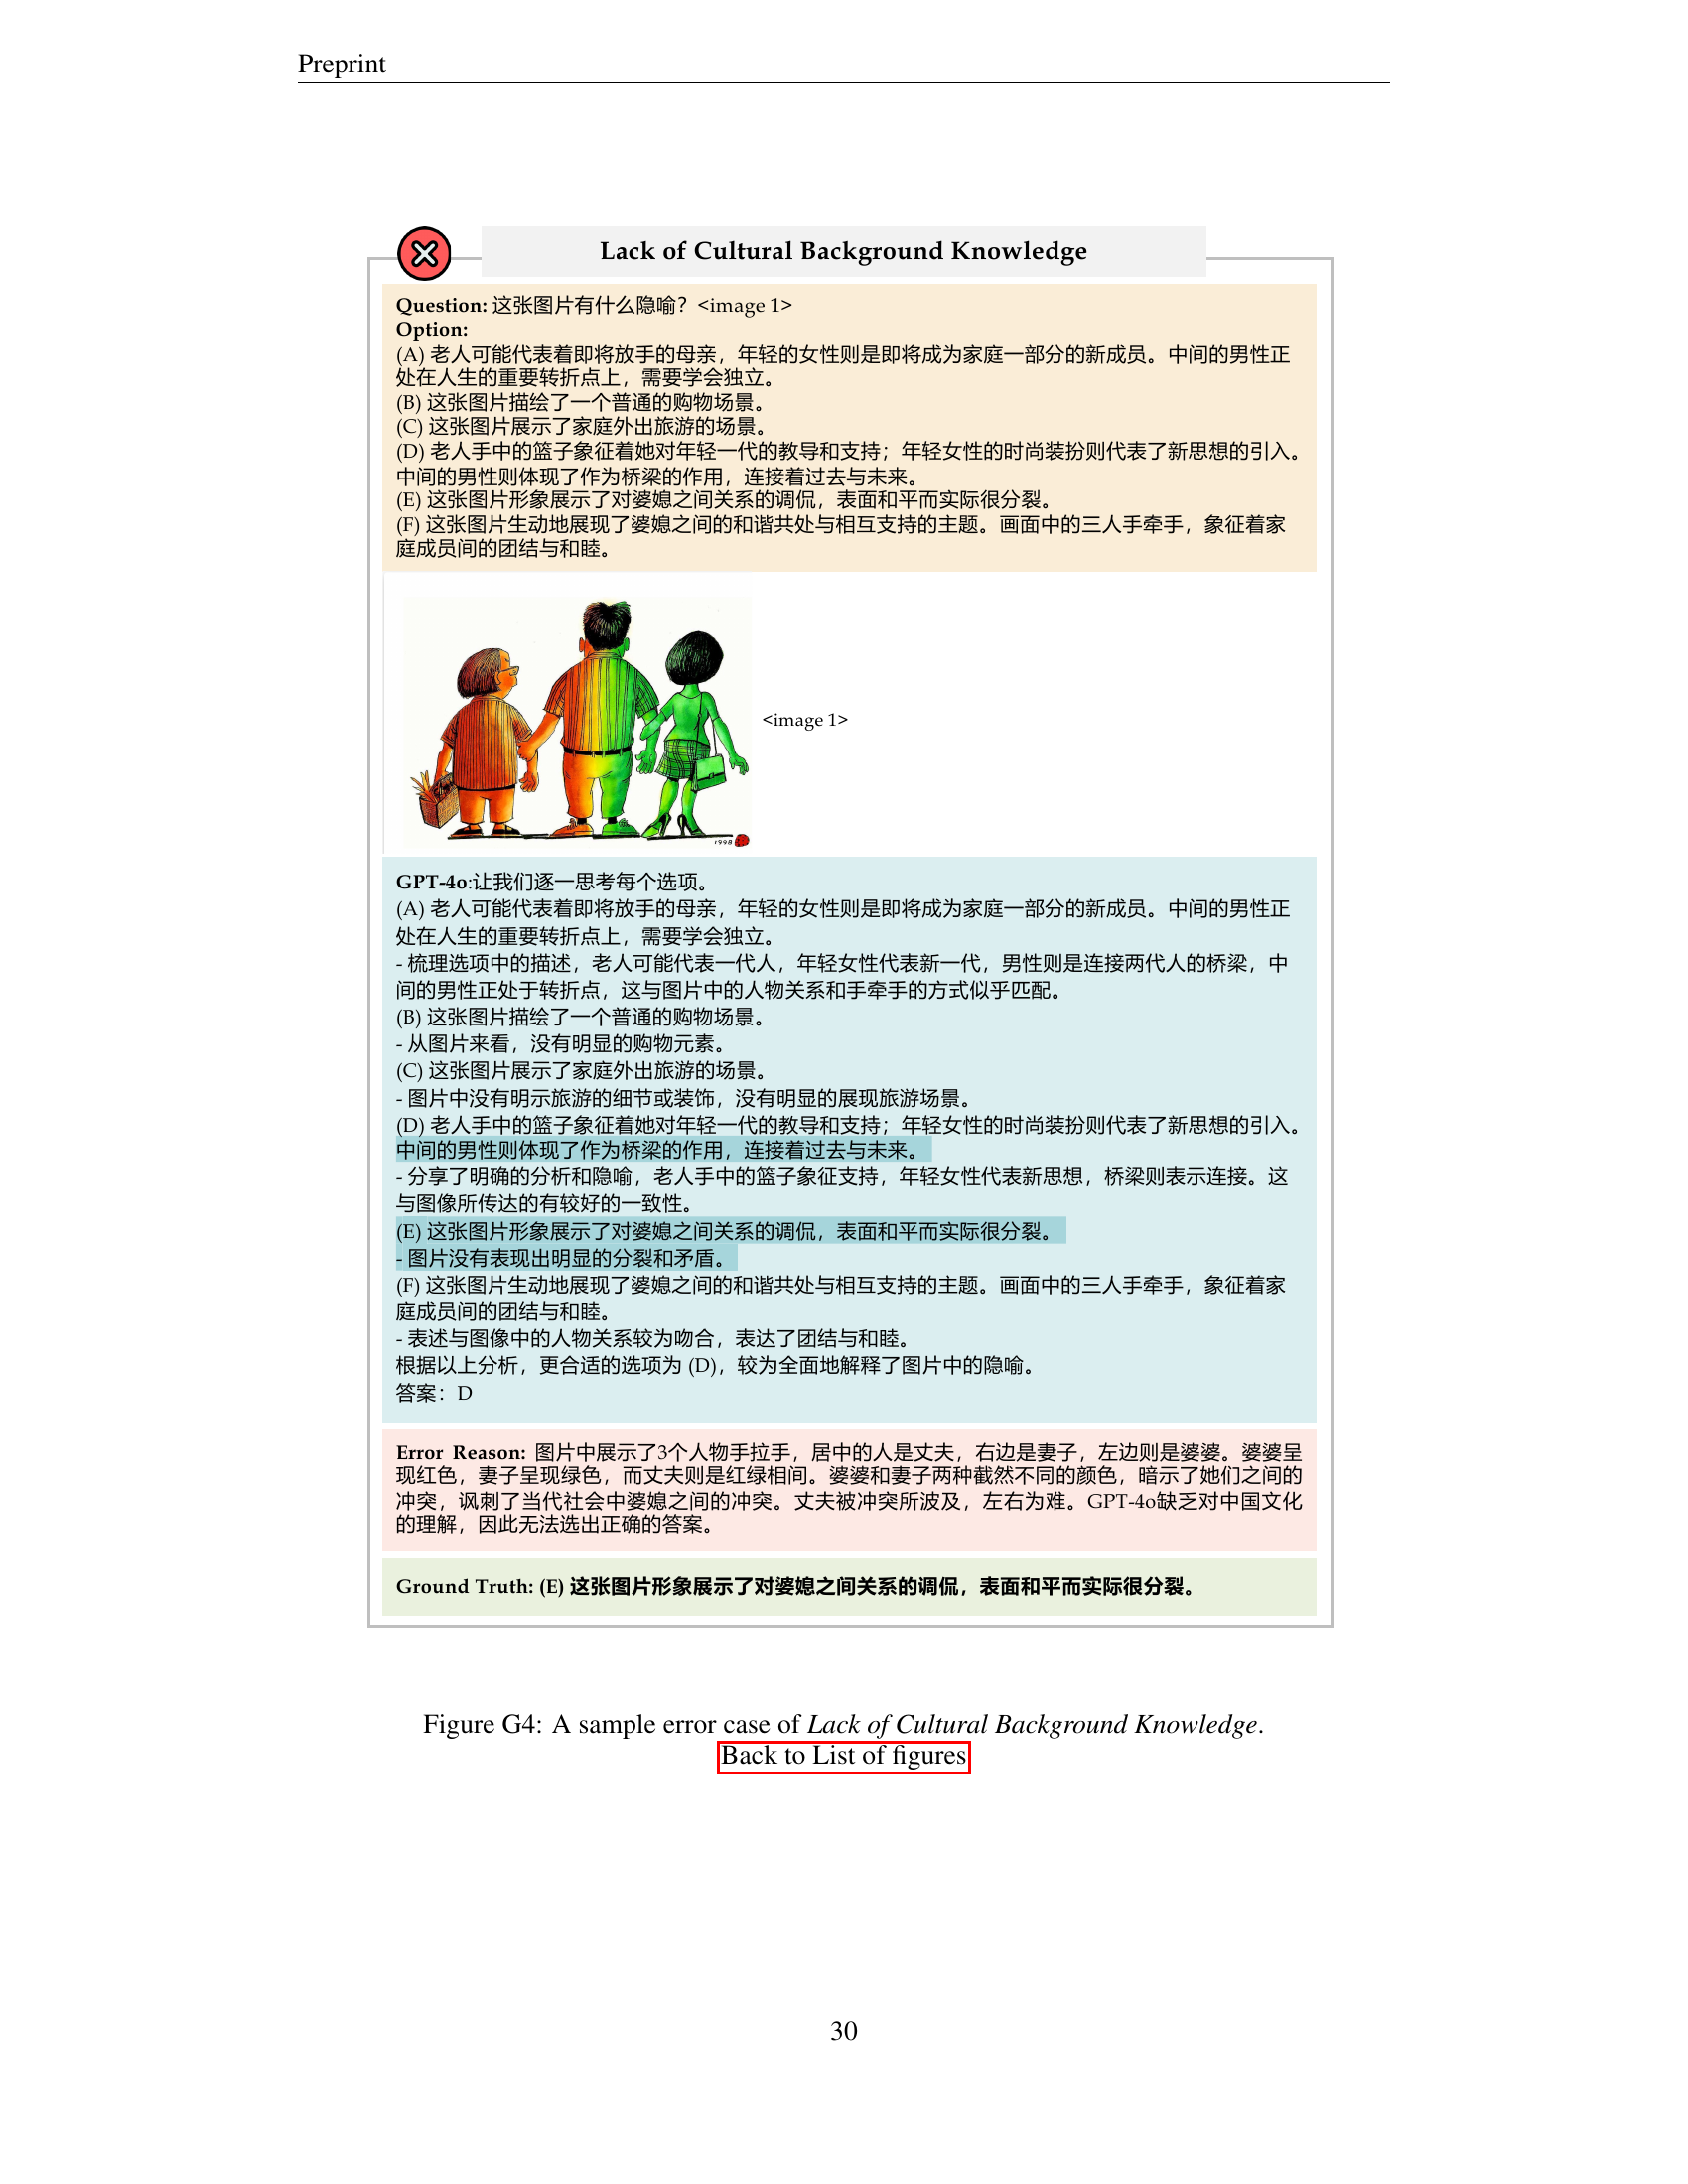 Preprint
Lack of Cultural Background Knowledge
Question: 这张图片有什么隐喻？<image 1>
Option:
(A) 老人可能代表着即将放手的母亲，年轻的女性则是即将成为家庭一部分的新成员。中间的男性正
处在人生的重要转折点上，需要学会独立。
(B) 这张图片描绘了一个普通的购物场景。
(C) 这张图片展示了家庭外出旅游的场景。
(D) 老人手中的篮子象征着她对年轻一代的教导和支持；年轻女性的时尚装扮则代表了新思想的引入。
中间的男性则体现了作为桥梁的作用，连接着过去与未来。
(E) 这张图片形象展示了对婆媳之间关系的调侃，表面和平而实际很分裂。
(F) 这张图片生动地展现了婆媳之间的和谐共处与相互支持的主题。画面中的三人手牵手，象征着家
庭成员间的团结与和睦。
<image 1>
1998
GPT-4o:让我们逐一思考每个选项。
(A) 老人可能代表着即将放手的母亲，年轻的女性则是即将成为家庭一部分的新成员。中间的男性正
处在人生的重要转折点上，需要学会独立。
- 梳理选项中的描述，老人可能代表一代人，年轻女性代表新一代，男性则是连接两代人的桥梁，中
间的男性正处于转折点，这与图片中的人物关系和手牵手的方式似乎匹配。
(B) 这张图片描绘了一个普通的购物场景。
- 从图片来看，没有明显的购物元素。
(C) 这张图片展示了家庭外出旅游的场景。
- 图片中没有明示旅游的细节或装饰，没有明显的展现旅游场景。
(D) 老人手中的篮子象征着她对年轻一代的教导和支持；年轻女性的时尚装扮则代表了新思想的引入。
中间的男性则体现了作为桥梁的作用，连接着过去与未来。
- 分享了明确的分析和隐喻，老人手中的篮子象征支持，年轻女性代表新思想，桥梁则表示连接。这
与图像所传达的有较好的一致性。
(E) 这张图片形象展示了对婆媳之间关系的调侃，表面和平而实际很分裂。
- 图片没有表现出明显的分裂和矛盾。
(F) 这张图片生动地展现了婆媳之间的和谐共处与相互支持的主题。画面中的三人手牵手，象征着家
庭成员间的团结与和睦。
- 表述与图像中的人物关系较为吻合，表达了团结与和睦。
根据以上分析，更合适的选项为 (D)，较为全面地解释了图片中的隐喻。
答案：D
Error Reason: 图片中展示了3个人物手拉手，居中的人是丈夫，右边是妻子，左边则是婆婆。婆婆呈
现红色，妻子呈现绿色，而丈夫则是红绿相间。婆婆和妻子两种截然不同的颜色，暗示了她们之间的
冲突，讽刺了当代社会中婆媳之间的冲突。丈夫被冲突所波及，左右为难。GPT-4o缺乏对中国文化
的理解，因此无法选出正确的答案。
Ground Truth: (E) 这张图片形象展示了对婆媳之间关系的调侃，表面和平而实际很分裂。
Figure G4: A sample error case of Lack of Cultural Background Knowledge.
Back to List of figures
30